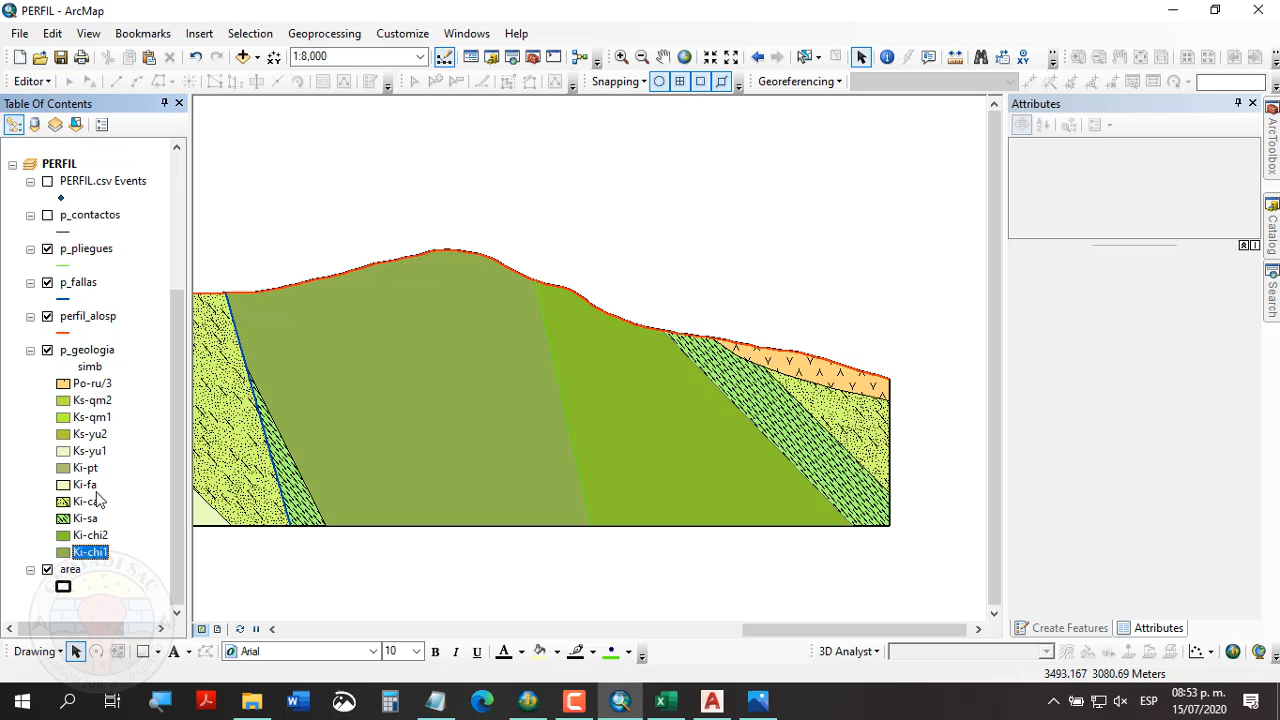 PERFIL - ArcMap
File Edit View Bookmarks Insert Selection Geoprocessing Customize Windows Help
1:8,000
Editor Snapping Georeferencing
Table Of Contents
Attributes
PERFIL
PERFIL.csv Events
p_contactos
p_pliegues
p_fallas
perfil_alosp
p_geologia
simb
Po-ru/3
Ks-qm2
Ks-qm1
Ks-yu2
Ks-yu1
Ki-pt
Ki-fa
Ki-sa
Ki-chi2
Ki-chi1
area
ArcToolbox
Catalog
Search
Create Features Attributes
Drawing A Arial 10 B I U A 3D Analyst
3493.167 3080.69 Meters
ESP
08:53 p. m.
15/07/2020